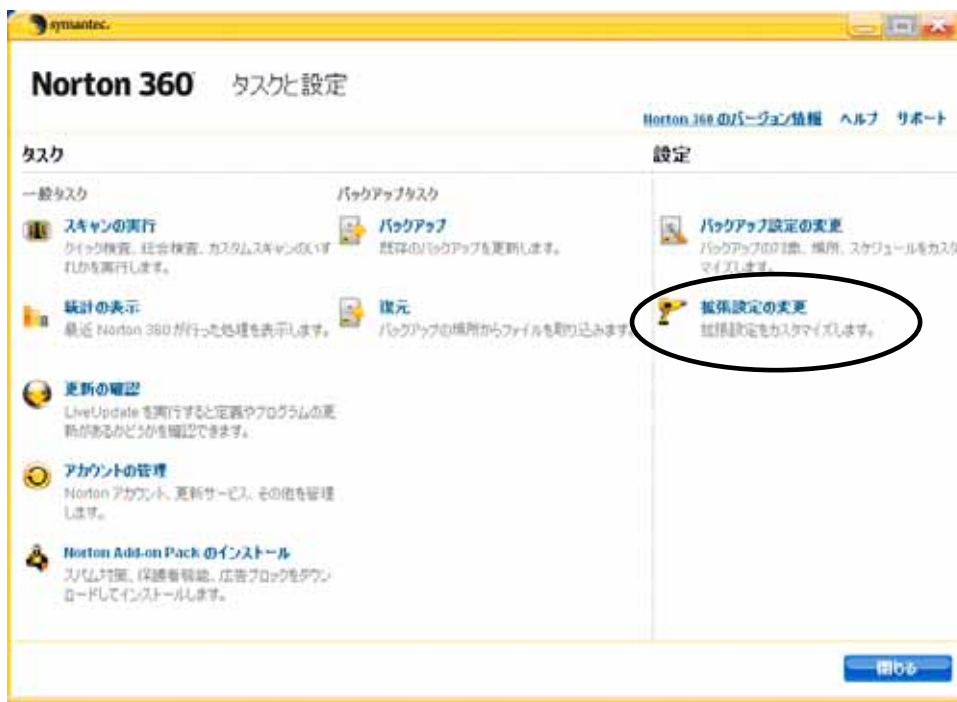 symantec.
Norton 360 タスクと設定
Norton 360 のバージョン情報 ヘルプ サポート
タスク
一般タスク
スキャンの実行
クイック検査、総合検査、カスタムスキャンのいず
れかを実行します。
統計の表示
最近 Norton 360 が行った処理を表示します。
更新の確認
LiveUpdate を実行すると定義やプログラムの更
新があるかどうかを確認できます。
アカウントの管理
Norton アカウント、更新サービス、その他を管理
します。
Norton Add-on Pack のインストール
スパム対策、保護者機能、広告ブロックをダウン
ロードしてインストールします。
バックアップタスク
バックアップ
既存のバックアップを更新します。
復元
バックアップの場所からファイルを取り込みます
設定
バックアップ設定の変更
バックアップの対象、場所、スケジュールをカスタ
マイズします。
拡張設定の変更
拡張設定をカスタマイズします。
閉じる